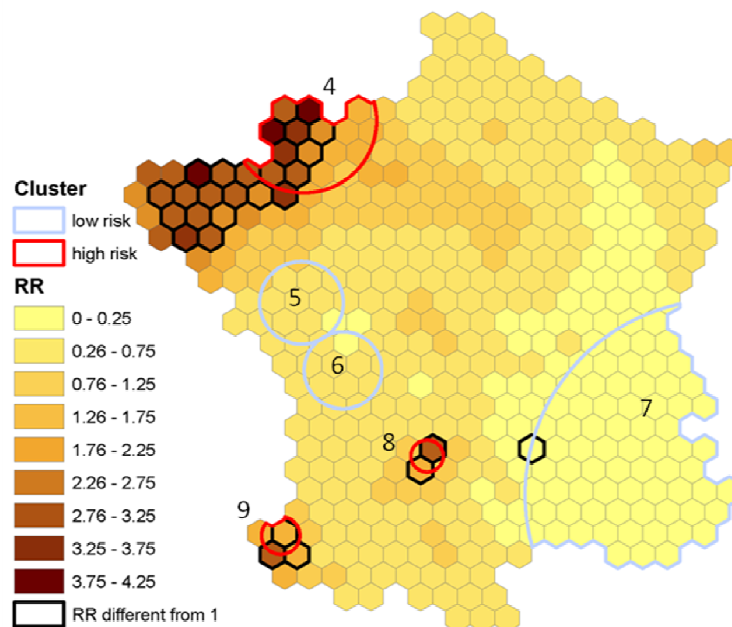 4
Cluster
low risk
high risk
RR
0 - 0.25
0.26 - 0.75
0.76 - 1.25
1.26 - 1.75
1.76 - 2.25
2.26 - 2.75
2.76 - 3.25
3.25 - 3.75
3.75 - 4.25
RR different from 1
5
6
7
8
9